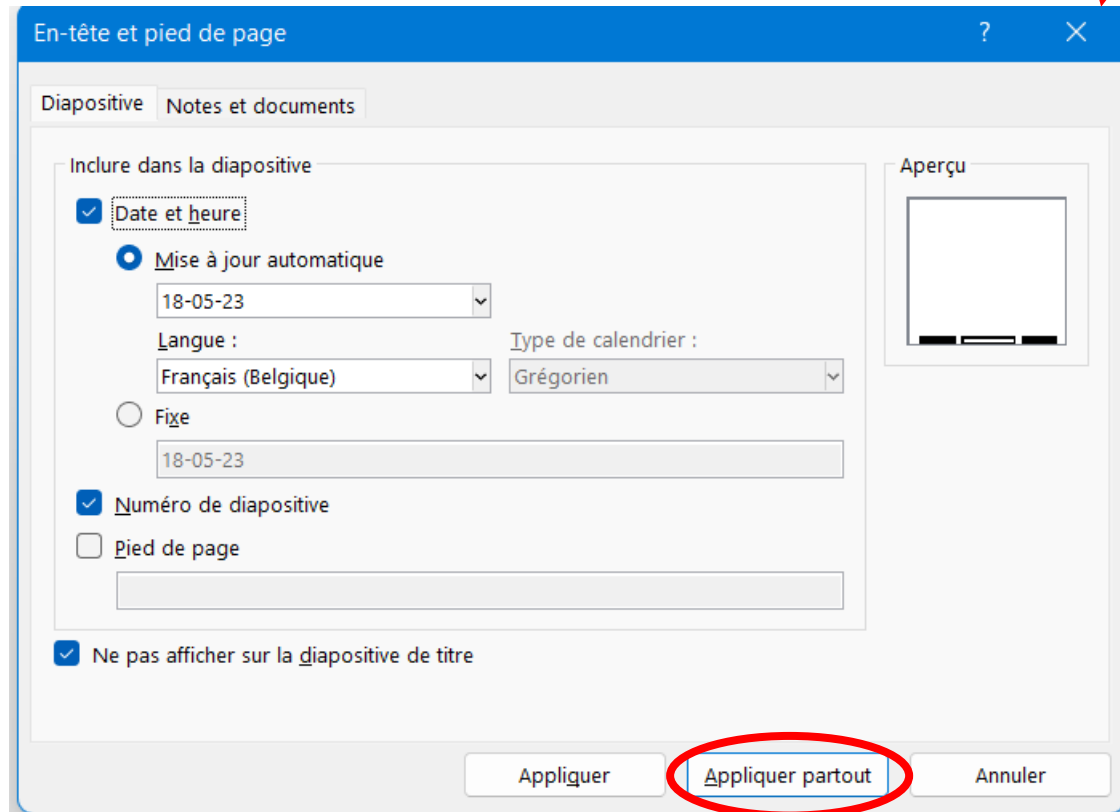 En-tête et pied de page ?
Diapositive Notes et documents
Inclure dans la diapositive Aperçu
Date et heure
Mise à jour automatique
18-05-23
Langue : Type de calendrier :
Français (Belgique) Grégorien
Fixe
18-05-23
Numéro de diapositive
Pied de page
Ne pas afficher sur la diapositive de titre
Appliquer Appliquer partout Annuler